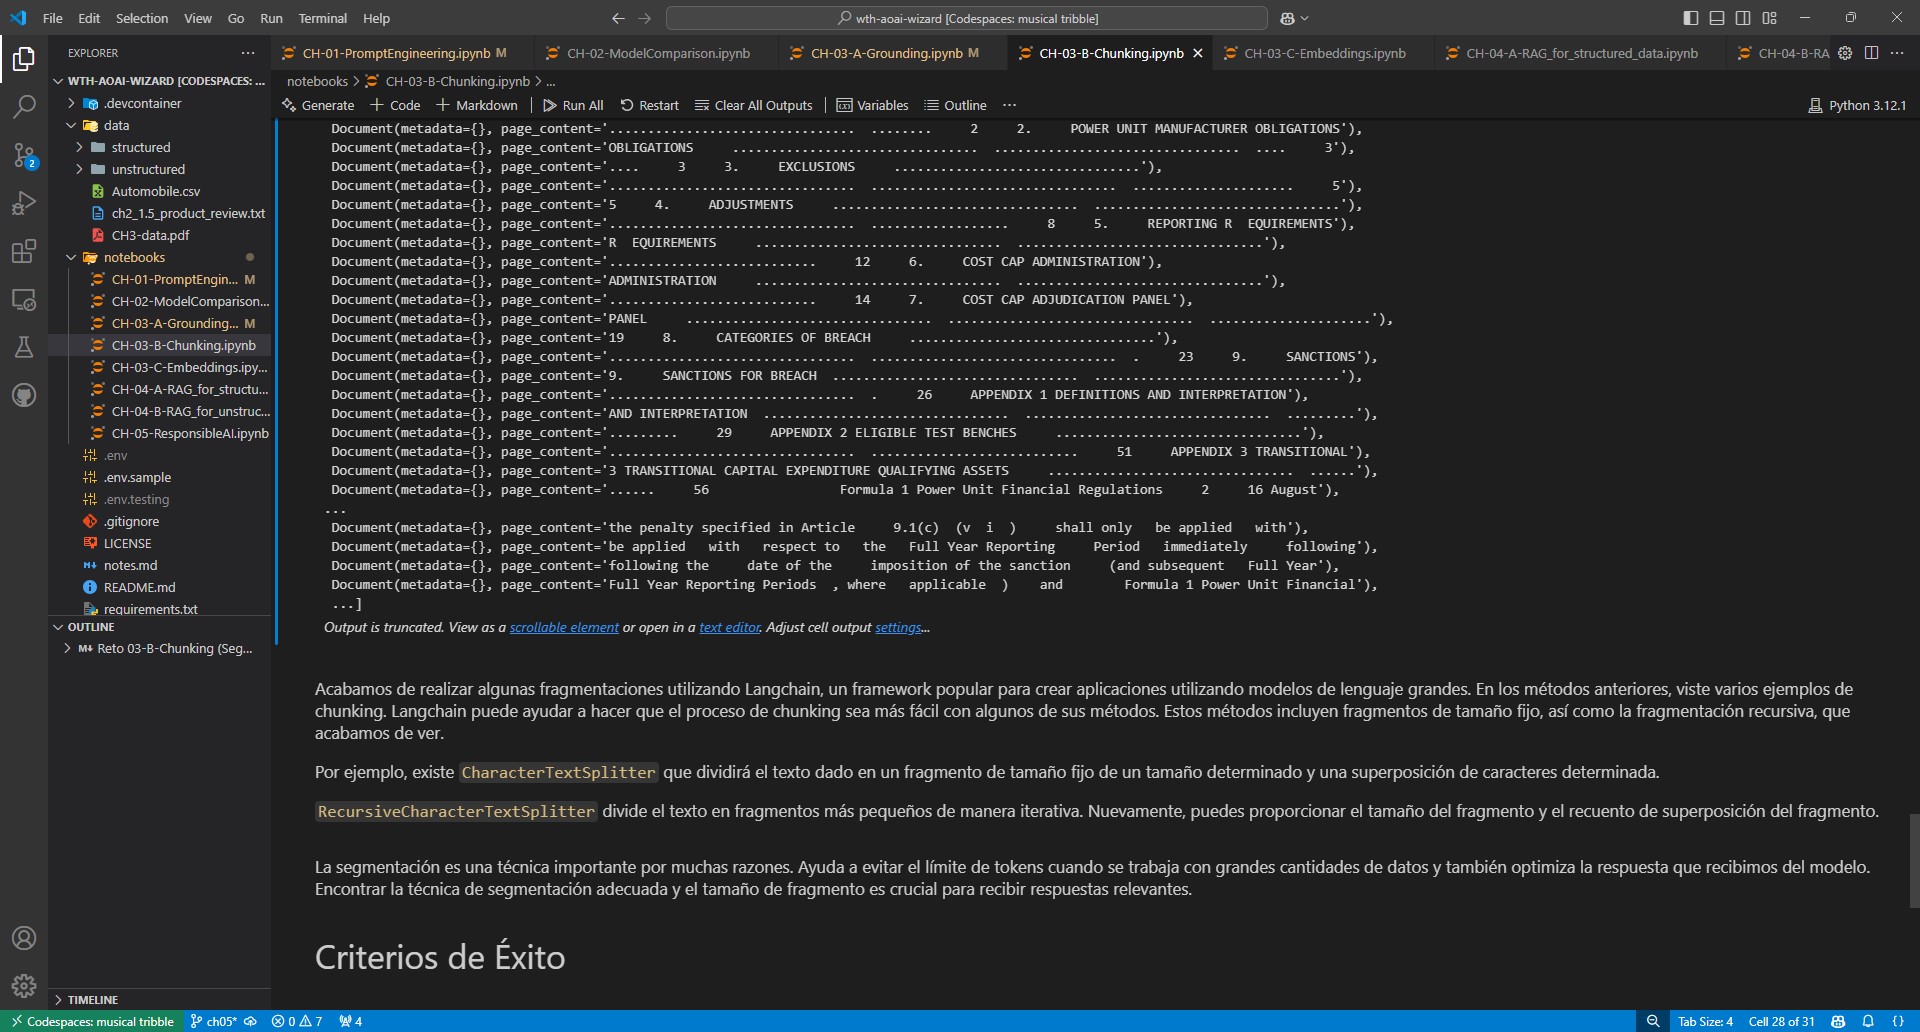 File Edit Selection View Go Run Terminal Help
wth-aoai-wizard [Codespaces: musical tribble]
EXPLORER
CH-01-PromptEngineering.ipynb M
CH-02-ModelComparison.ipynb
CH-03-A-Grounding.ipynb M
CH-03-B-Chunking.ipynb
CH-03-C-Embeddings.ipynb
CH-04-A-RAG_for_structured_data.ipynb
CH-04-B-RA
notebooks > CH-03-B-Chunking.ipynb > ...
Generate + Code + Markdown Run All Restart Clear All Outputs Variables Outline ... Python 3.12.1
WTH-AOAI-WIZARD [CODESPACES: ...
.devcontainer
data
structured
unstructured
Automobile.csv
ch2_1.5_product_review.txt
CH3-data.pdf
notebooks
CH-01-PromptEngin... M
CH-02-ModelComparison...
CH-03-A-Grounding... M
CH-03-B-Chunking.ipynb
CH-03-C-Embeddings.ipy...
CH-04-A-RAG_for_structu...
CH-04-B-RAG_for_unstruc...
CH-05-ResponsibleAI.ipynb
.env
.env.sample
.env.testing
.gitignore
LICENSE
notes.md
README.md
requirements.txt
OUTLINE
Reto 03-B-Chunking (Seg...
TIMELINE
Document(metadata={}, page_content='................................ ........ 2 2. POWER UNIT MANUFACTURER OBLIGATIONS'),
Document(metadata={}, page_content='OBLIGATIONS ................................ ................................ .... 3'),
Document(metadata={}, page_content='.... 3 3. EXCLUSIONS ................................'),
Document(metadata={}, page_content='................................ ................................ ........................ 5'),
Document(metadata={}, page_content='5 4. ADJUSTMENTS ................................ ................................'),
Document(metadata={}, page_content='................................ .................. 8 5. REPORTING R EQUIREMENTS'),
Document(metadata={}, page_content='R EQUIREMENTS ................................ ................................'),
Document(metadata={}, page_content='........................... 12 6. COST CAP ADMINISTRATION'),
Document(metadata={}, page_content='ADMINISTRATION ................................ ................................'),
Document(metadata={}, page_content='........................... 14 7. COST CAP ADJUDICATION PANEL'),
Document(metadata={}, page_content='PANEL ................................ ................................ .....................'),
Document(metadata={}, page_content='19 8. CATEGORIES OF BREACH ................................'),
Document(metadata={}, page_content='................................ ................................ . 23 9. SANCTIONS'),
Document(metadata={}, page_content='9. SANCTIONS FOR BREACH ................................ ................................'),
Document(metadata={}, page_content='................................ . 26 APPENDIX 1 DEFINITIONS AND INTERPRETATION'),
Document(metadata={}, page_content='AND INTERPRETATION ................................ ................................ .........'),
Document(metadata={}, page_content='......... 29 APPENDIX 2 ELIGIBLE TEST BENCHES ................................'),
Document(metadata={}, page_content='................................ ........................... 51 APPENDIX 3 TRANSITIONAL'),
Document(metadata={}, page_content='3 TRANSITIONAL CAPITAL EXPENDITURE QUALIFYING ASSETS ................................ ......'),
Document(metadata={}, page_content='...... 56 Formula 1 Power Unit Financial Regulations 2 16 August'),
...
Document(metadata={}, page_content='the penalty specified in Article 9.1(c) (v i ) shall only be applied with'),
Document(metadata={}, page_content='be applied with respect to the Full Year Reporting Period immediately following'),
Document(metadata={}, page_content='following the date of the imposition of the sanction (and subsequent Full Year'),
Document(metadata={}, page_content='Full Year Reporting Periods , where applicable ) and Formula 1 Power Unit Financial'),
...]
Output is truncated. View as a scrollable element or open in a text editor. Adjust cell output settings...
Acabamos de realizar algunas fragmentaciones utilizando Langchain, un framework popular para crear aplicaciones utilizando modelos de lenguaje grandes. En los métodos anteriores, viste varios ejemplos de
chunking. Langchain puede ayudar a hacer que el proceso de chunking sea más fácil con algunos de sus métodos. Estos métodos incluyen fragmentos de tamaño fijo, así como la fragmentación recursiva, que
acabamos de ver.
Por ejemplo, existe CharacterTextSplitter que dividirá el texto dado en un fragmento de tamaño fijo de un tamaño determinado y una superposición de caracteres determinada.
RecursiveCharacterTextSplitter divide el texto en fragmentos más pequeños de manera iterativa. Nuevamente, puedes proporcionar el tamaño del fragmento y el recuento de superposición del fragmento.
La segmentación es una técnica importante por muchas razones. Ayuda a evitar el límite de tokens cuando se trabaja con grandes cantidades de datos y también optimiza la respuesta que recibimos del modelo.
Encontrar la técnica de segmentación adecuada y el tamaño de fragmento es crucial para recibir respuestas relevantes.
Criterios de Éxito
Codespaces: musical tribble ch05* 0 7 4 Tab Size: 4 Cell 28 of 31